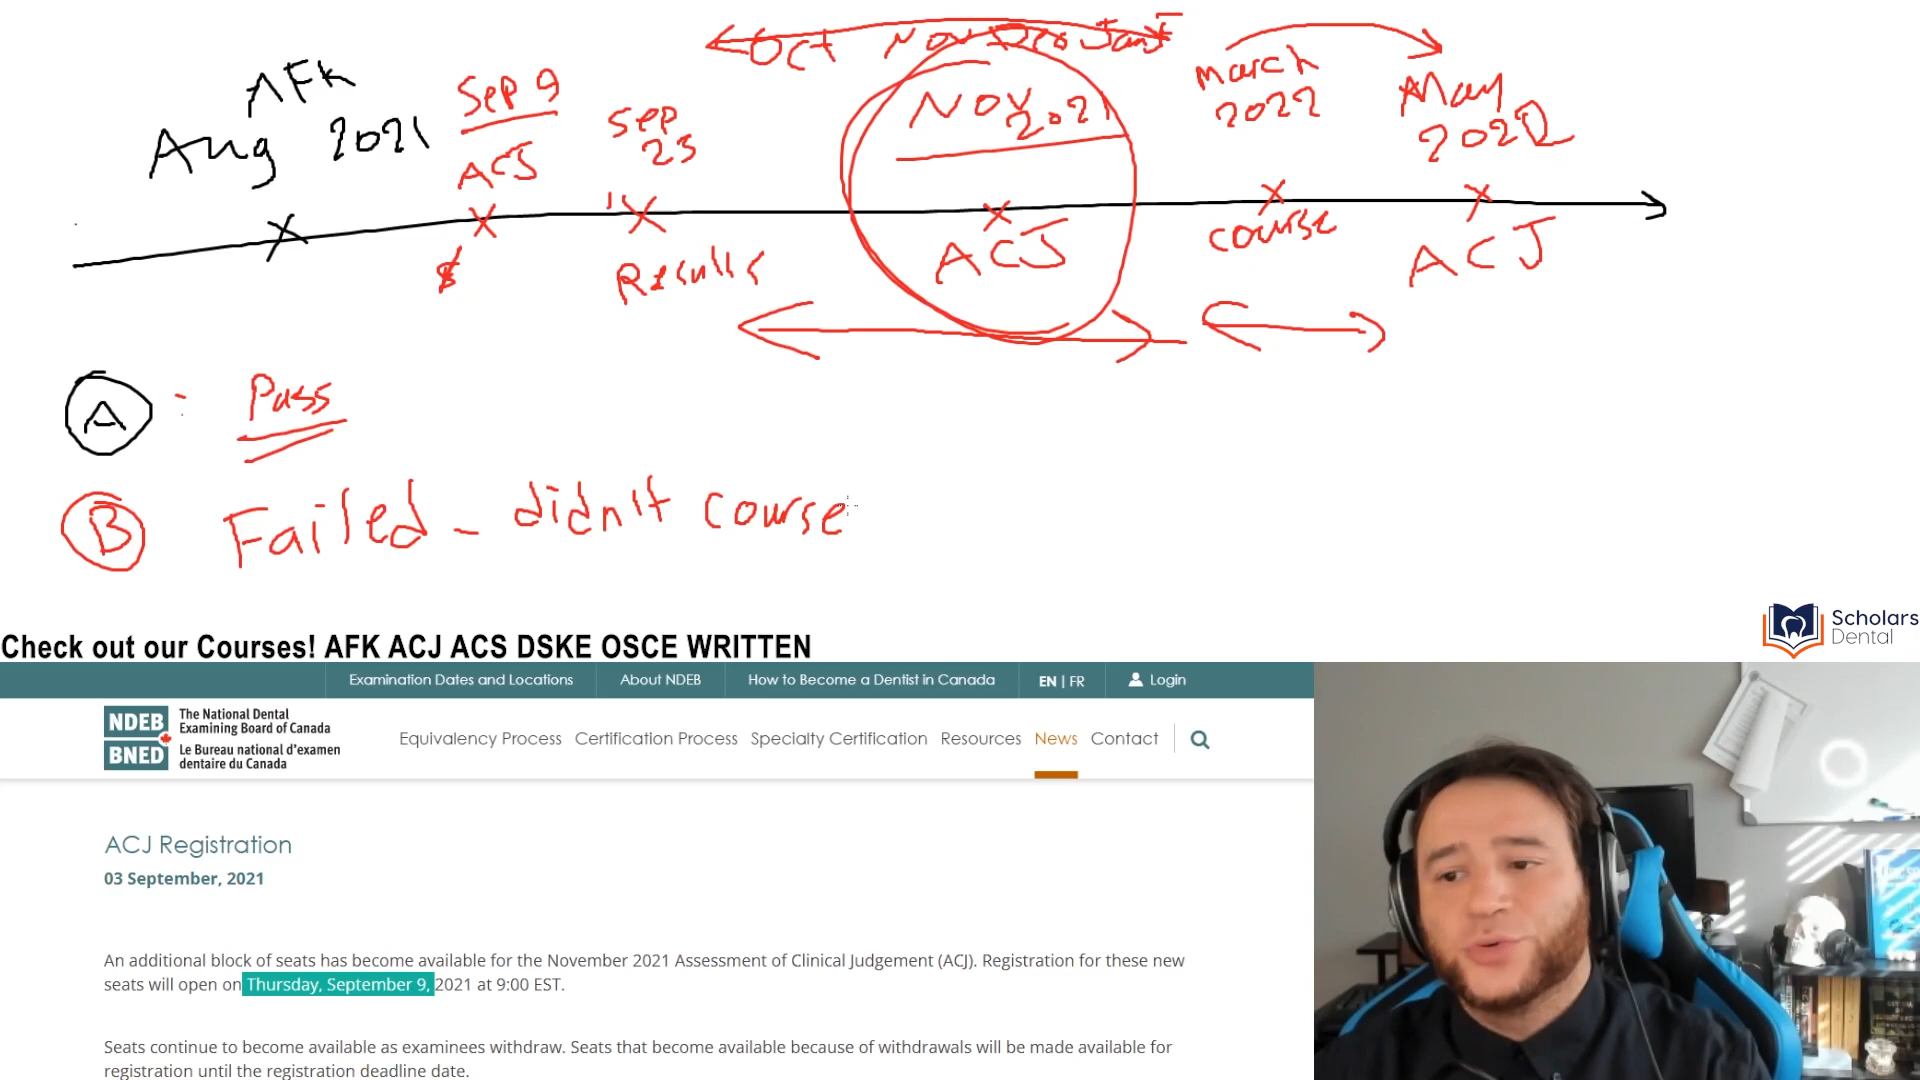 Oct Nov Dec Jan
AFK
Aug 2021
Sep 9
ACJ
Sep
23
Nov
2021
March
2022
May
2022
$
Results
ACJ
course
ACJ
A : Pass
B Failed - didn't course
Check out our Courses! AFK ACJ ACS DSKE OSCE WRITTEN
Scholars
Dental
Examination Dates and Locations About NDEB How to Become a Dentist in Canada EN | FR Login
NDEB The National Dental
Examining Board of Canada
BNED Le Bureau national d'examen
dentaire du Canada
Equivalency Process Certification Process Specialty Certification Resources News Contact
ACJ Registration
03 September, 2021
An additional block of seats has become available for the November 2021 Assessment of Clinical Judgement (ACJ). Registration for these new
seats will open on Thursday, September 9, 2021 at 9:00 EST.
Seats continue to become available as examinees withdraw. Seats that become available because of withdrawals will be made available for
registration until the registration deadline date.